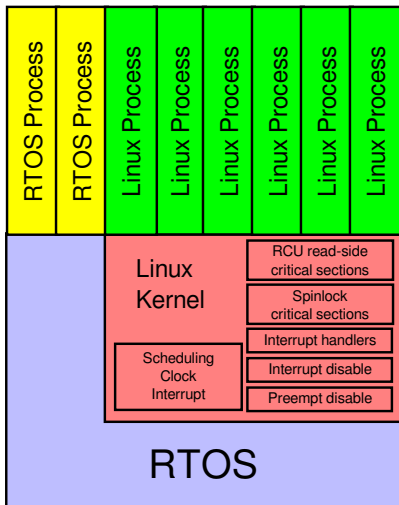 RTOS Process
RTOS Process
Linux Process
Linux Process
Linux Process
Linux Process
Linux Process
Linux Process
Linux
Kernel
RCU read-side
critical sections
Spinlock
critical sections
Interrupt handlers
Scheduling
Clock
Interrupt
Interrupt disable
Preempt disable
RTOS